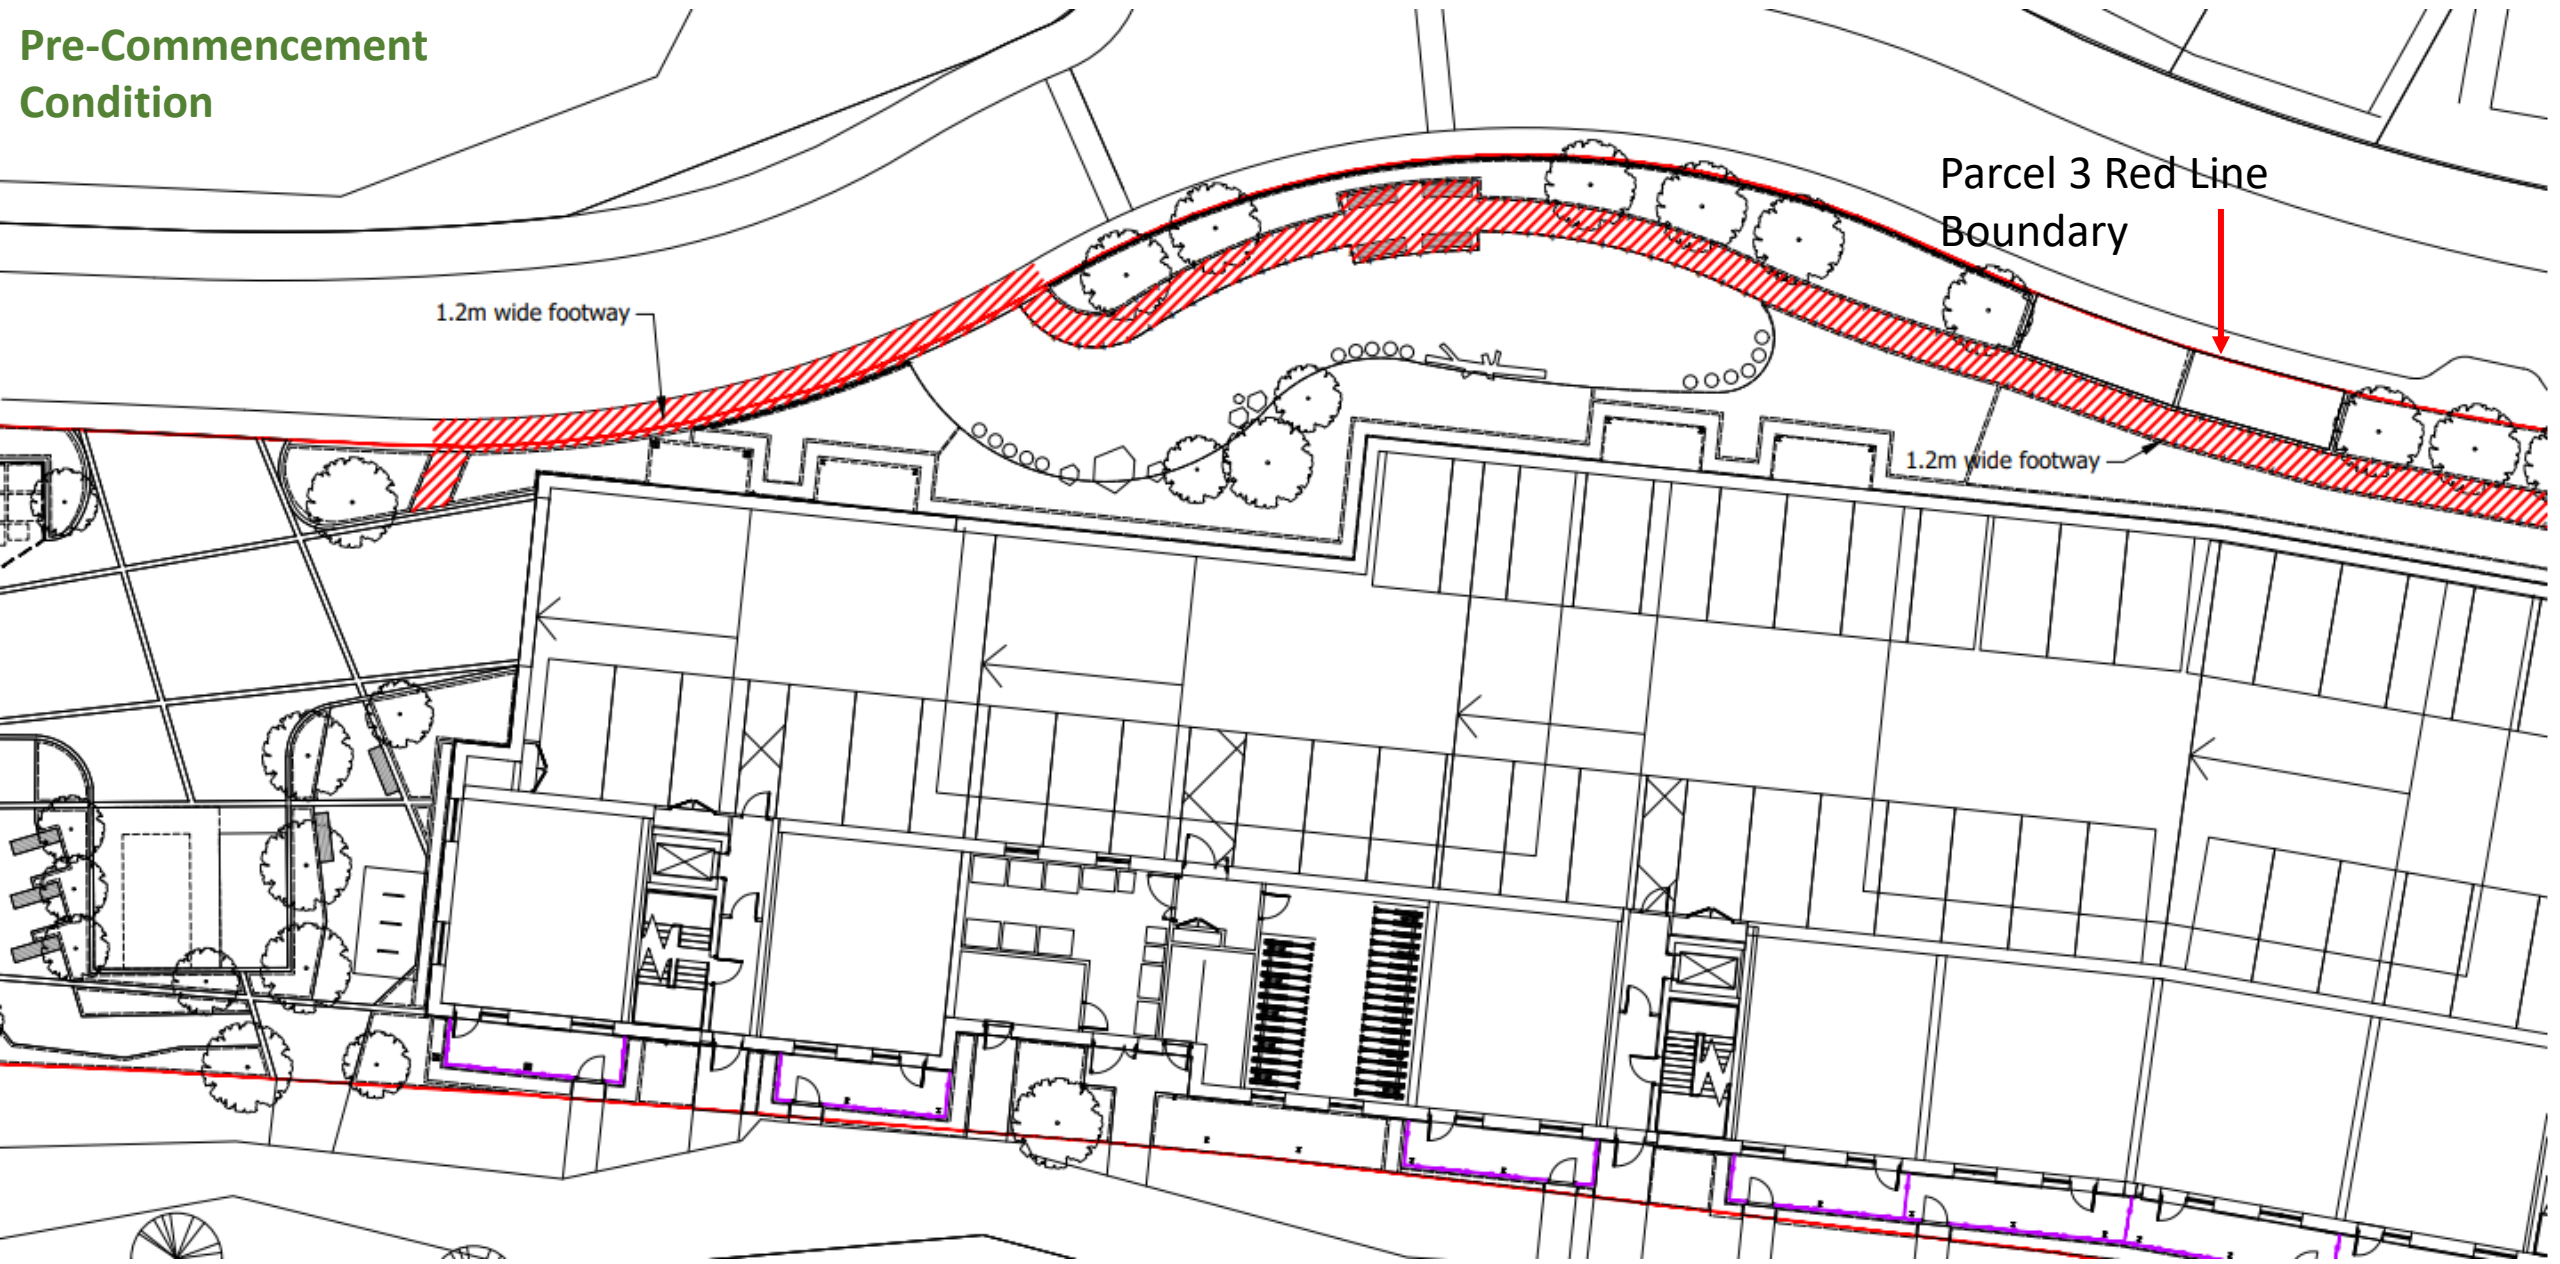 Pre-Commencement
Condition
Parcel 3 Red Line
Boundary
1.2m wide footway
1.2m wide footway